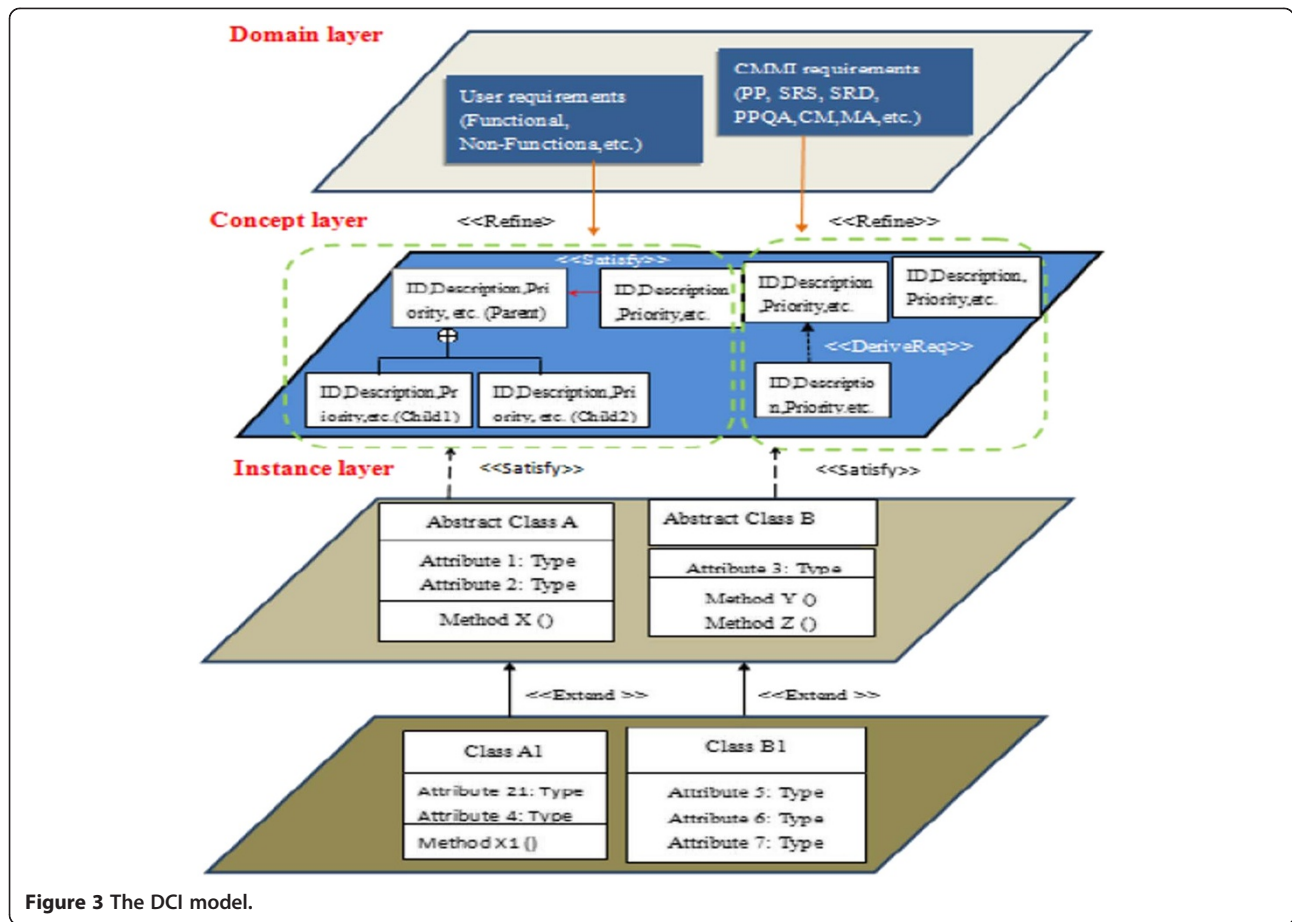 Domain layer
User requirements
(Functional,
Non-Functiona,etc.)
CMMI requirements
(PP, SRS, SRD,
PPQA,CM,MA,etc.)
Concept layer
<<Refine>
<<Refine>>
<<Satisfy>>
ID,Description,Pri
ority, etc. (Parent)
ID,Description
,Priority,etc.
ID,Description
,Priority,etc.
ID,Description,
Priority,etc.
<<DeriveReq>>
ID,Description,Pr
iority,etc.(Child1)
ID,Description,Pri
ority, etc. (Child2)
ID,Descriptio
n,Priority.etc.
Instance layer
<<Satisfy>>
<<Satisfy>>
Abstract Class A
Attribute 1: Type
Attribute 2: Type
Method X ()
Abstract Class B
Attribute 3: Type
Method Y ()
Method Z ()
<<Extend >>
<<Extend >>
Class A1
Attribute 21: Type
Attribute 4: Type
Method X1 ()
Class B1
Attribute 5: Type
Attribute 6: Type
Attribute 7: Type
Figure 3 The DCI model.